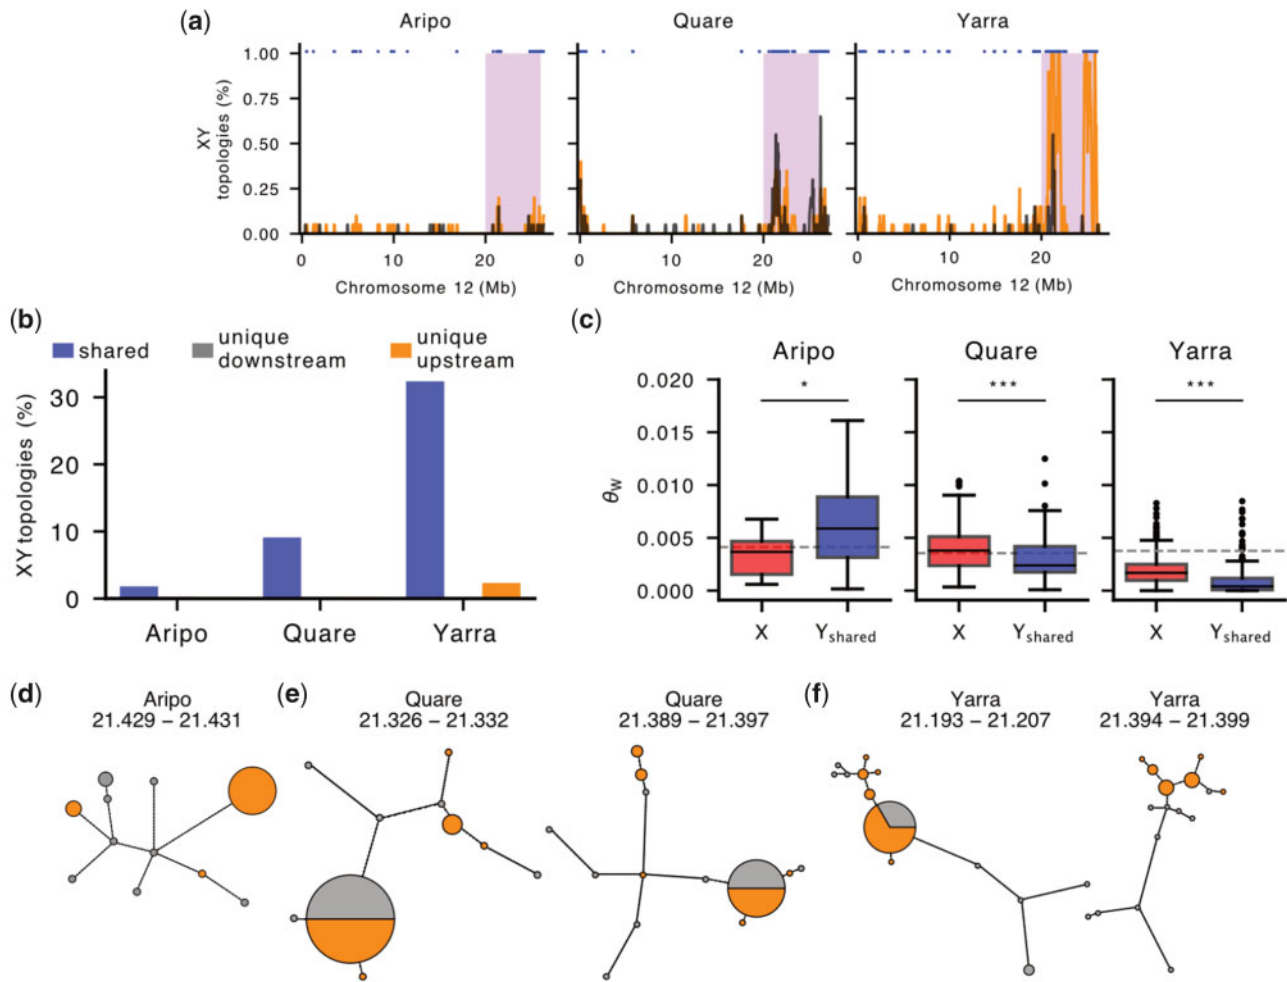 (a)
Aripo
Quare
Yarra
XY
topologies (%)
1.00
0.75
0.50
0.25
0.00
0 10 20
0 10 20
0 10 20
Chromosome 12 (Mb)
Chromosome 12 (Mb)
Chromosome 12 (Mb)
(b)
shared
unique
downstream
unique
upstream
XY topologies (%)
30
20
10
0
Aripo
Quare
Yarra
(c)
Aripo
Quare
Yarra
* 
***
***
θW
0.020
0.015
0.010
0.005
0.000
X Yshared
X Yshared
X Yshared
(d)
Aripo
21.429 – 21.431
(e)
Quare
21.326 – 21.332
Quare
21.389 – 21.397
(f)
Yarra
21.193 – 21.207
Yarra
21.394 – 21.399